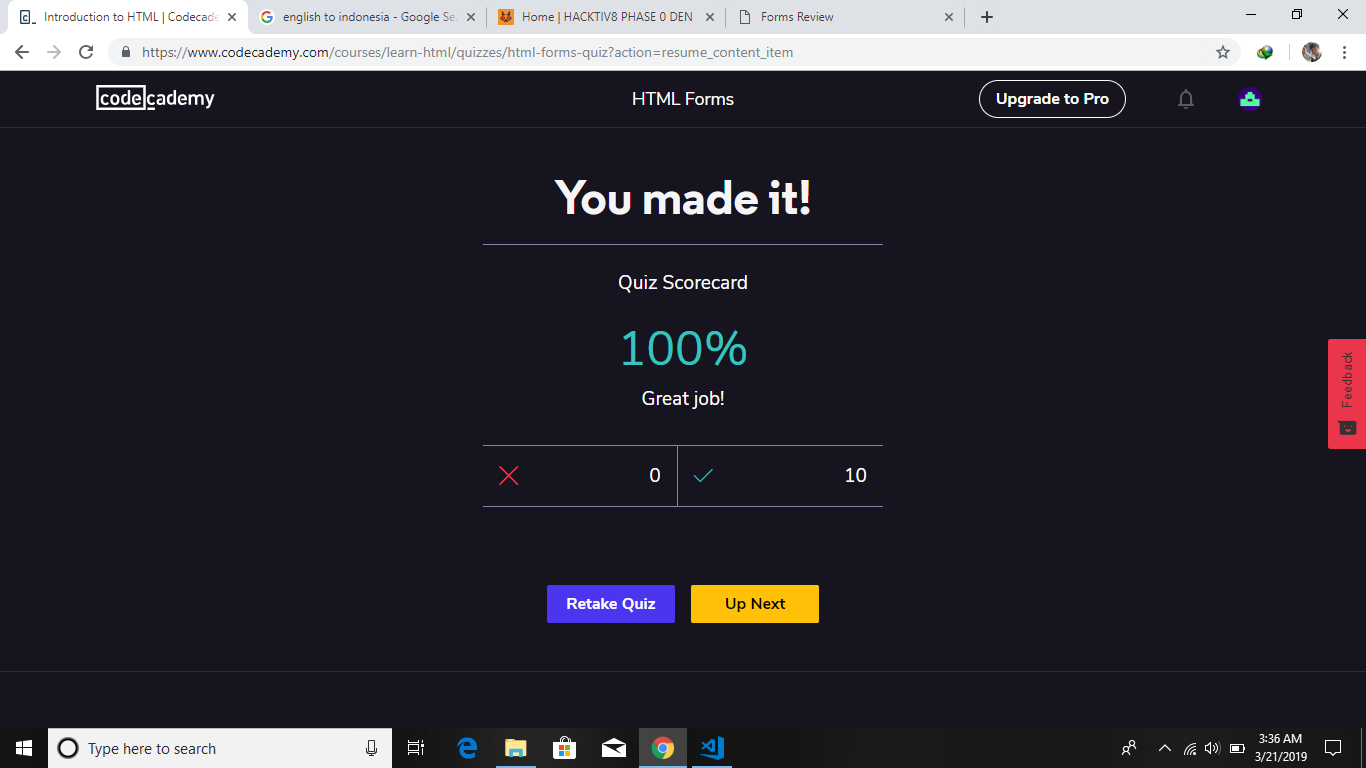 Introduction to HTML | Codecade
english to indonesia - Google Se
Home | HACKTIV8 PHASE 0 DEN
Forms Review
https://www.codecademy.com/courses/learn-html/quizzes/html-forms-quiz?action=resume_content_item
codecademy
HTML Forms
Upgrade to Pro
You made it!
Quiz Scorecard
100%
Great job!
0
10
Feedback
Retake Quiz
Up Next
Type here to search
3:36 AM
3/21/2019